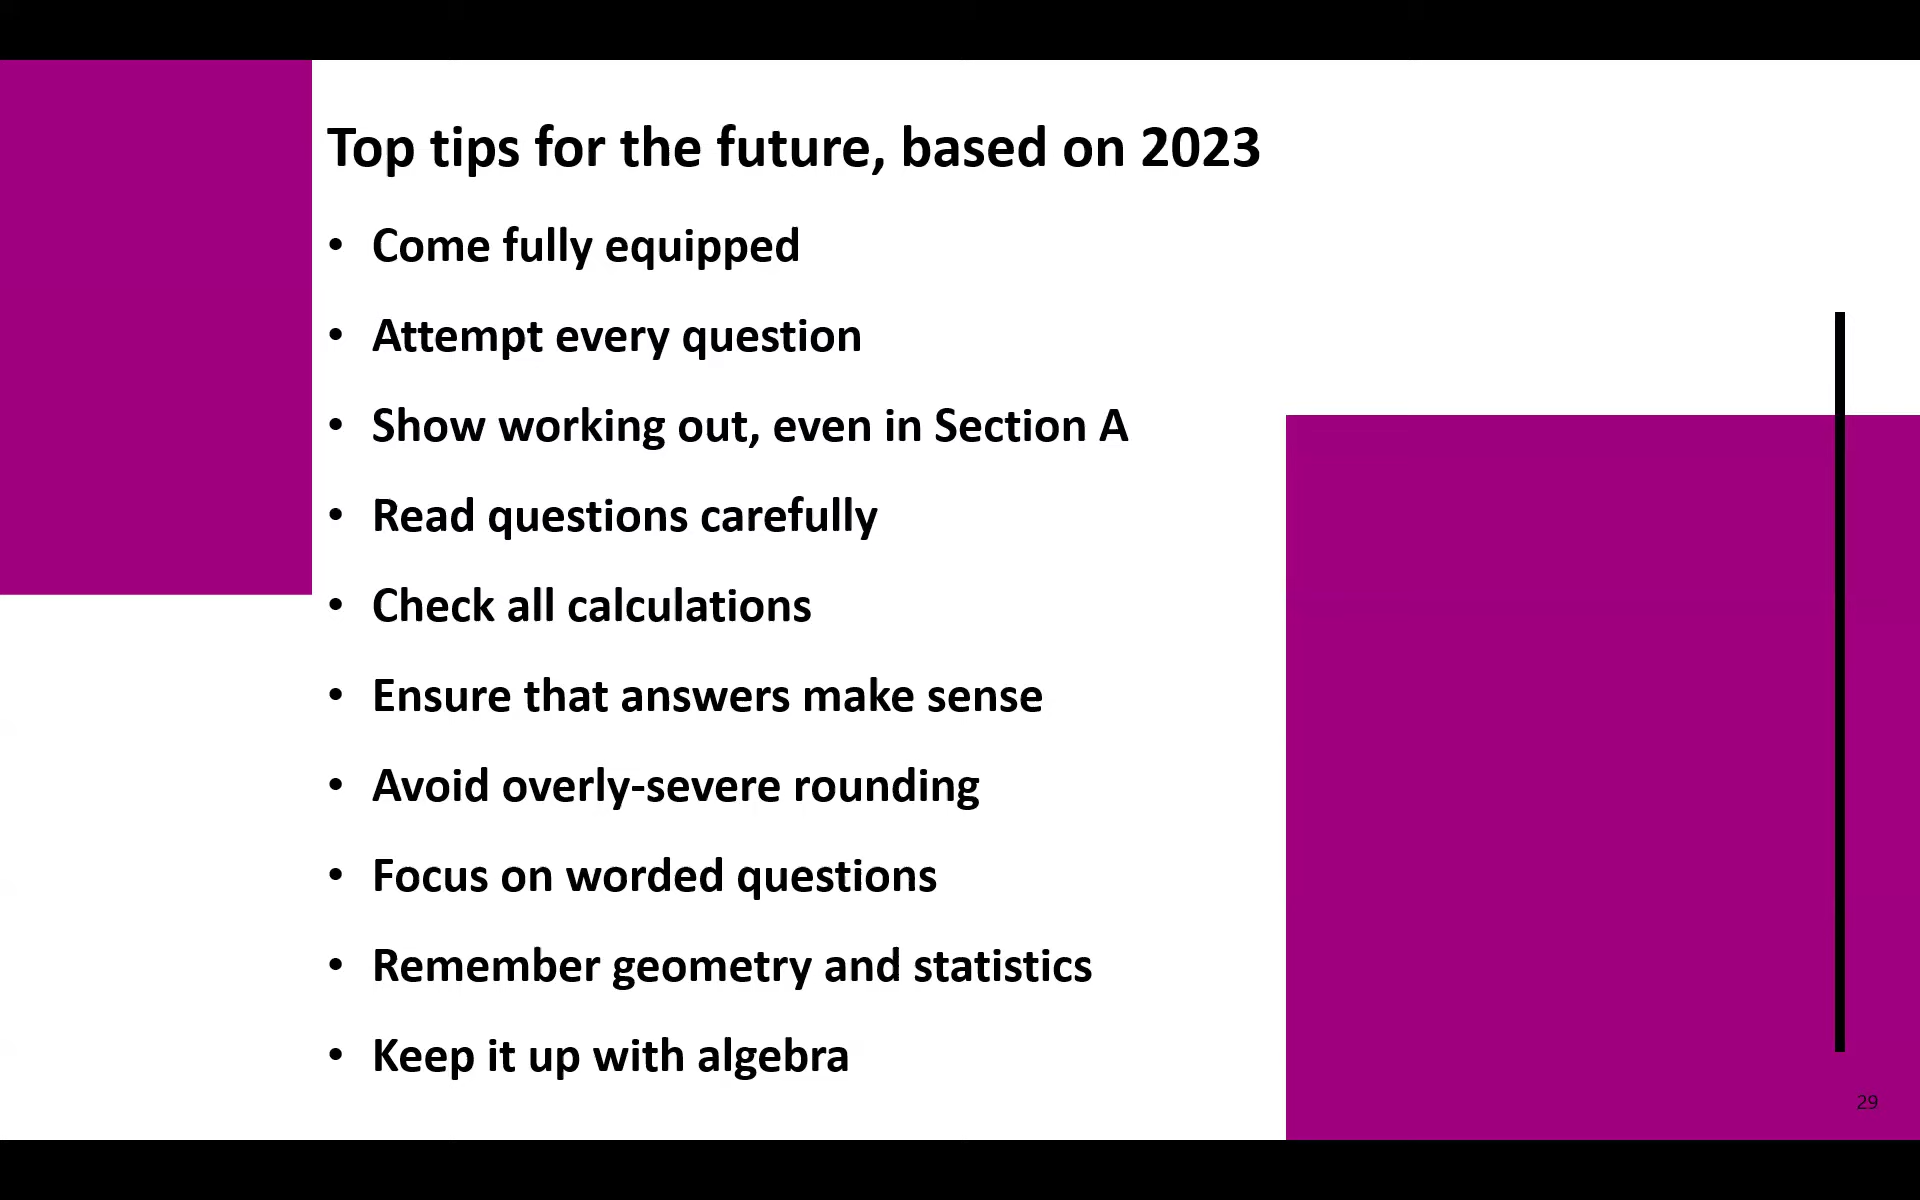 Top tips for the future, based on 2023
• Come fully equipped
• Attempt every question
• Show working out, even in Section A
• Read questions carefully
• Check all calculations
• Ensure that answers make sense
• Avoid overly-severe rounding
• Focus on worded questions
• Remember geometry and statistics
• Keep it up with algebra
29